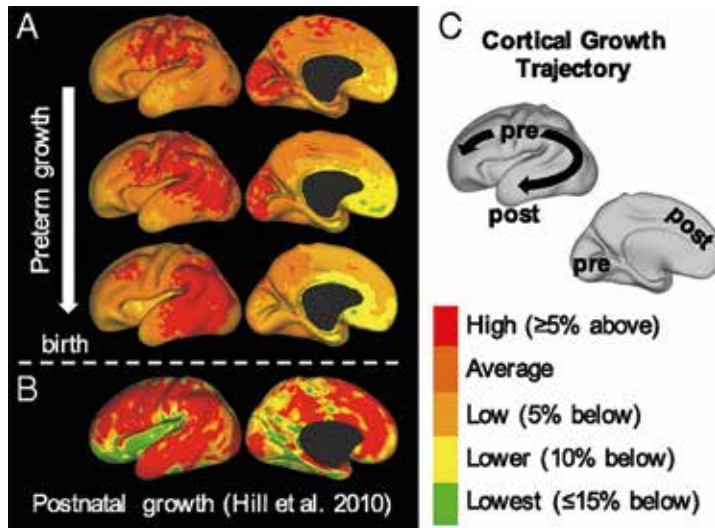 A
Preterm growth
birth
B
Postnatal growth (Hill et al. 2010)
C
Cortical Growth
Trajectory
pre
post
post
pre
High (≥5% above)
Average
Low (5% below)
Lower (10% below)
Lowest (≤15% below)